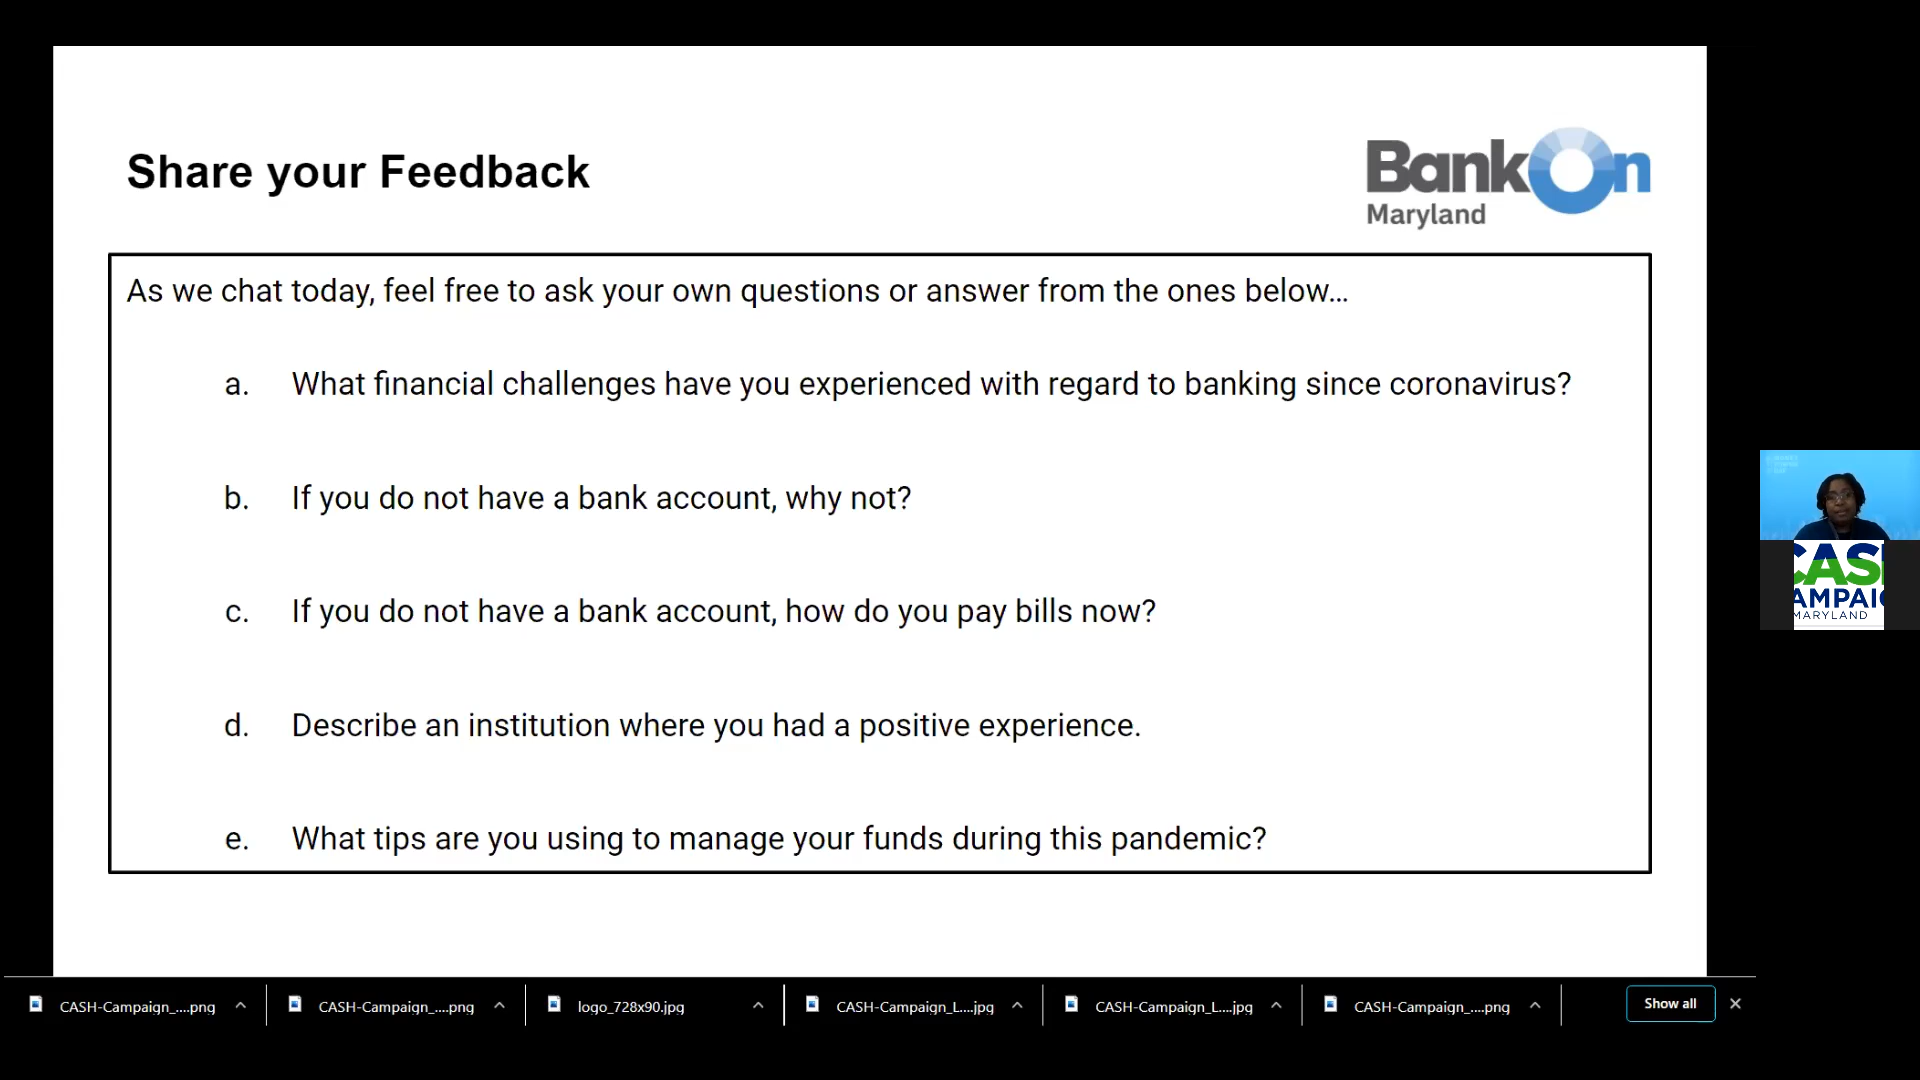 Share your Feedback
BankOn
Maryland
As we chat today, feel free to ask your own questions or answer from the ones below...
a. What financial challenges have you experienced with regard to banking since coronavirus?
b. If you do not have a bank account, why not?
c. If you do not have a bank account, how do you pay bills now?
d. Describe an institution where you had a positive experience.
e. What tips are you using to manage your funds during this pandemic?
CAS
AMPAI
MARYLAND
CASH-Campaign_....png
CASH-Campaign_....png
logo_728x90.jpg
CASH-Campaign_L....jpg
CASH-Campaign_L....jpg
CASH-Campaign_....png
Show all